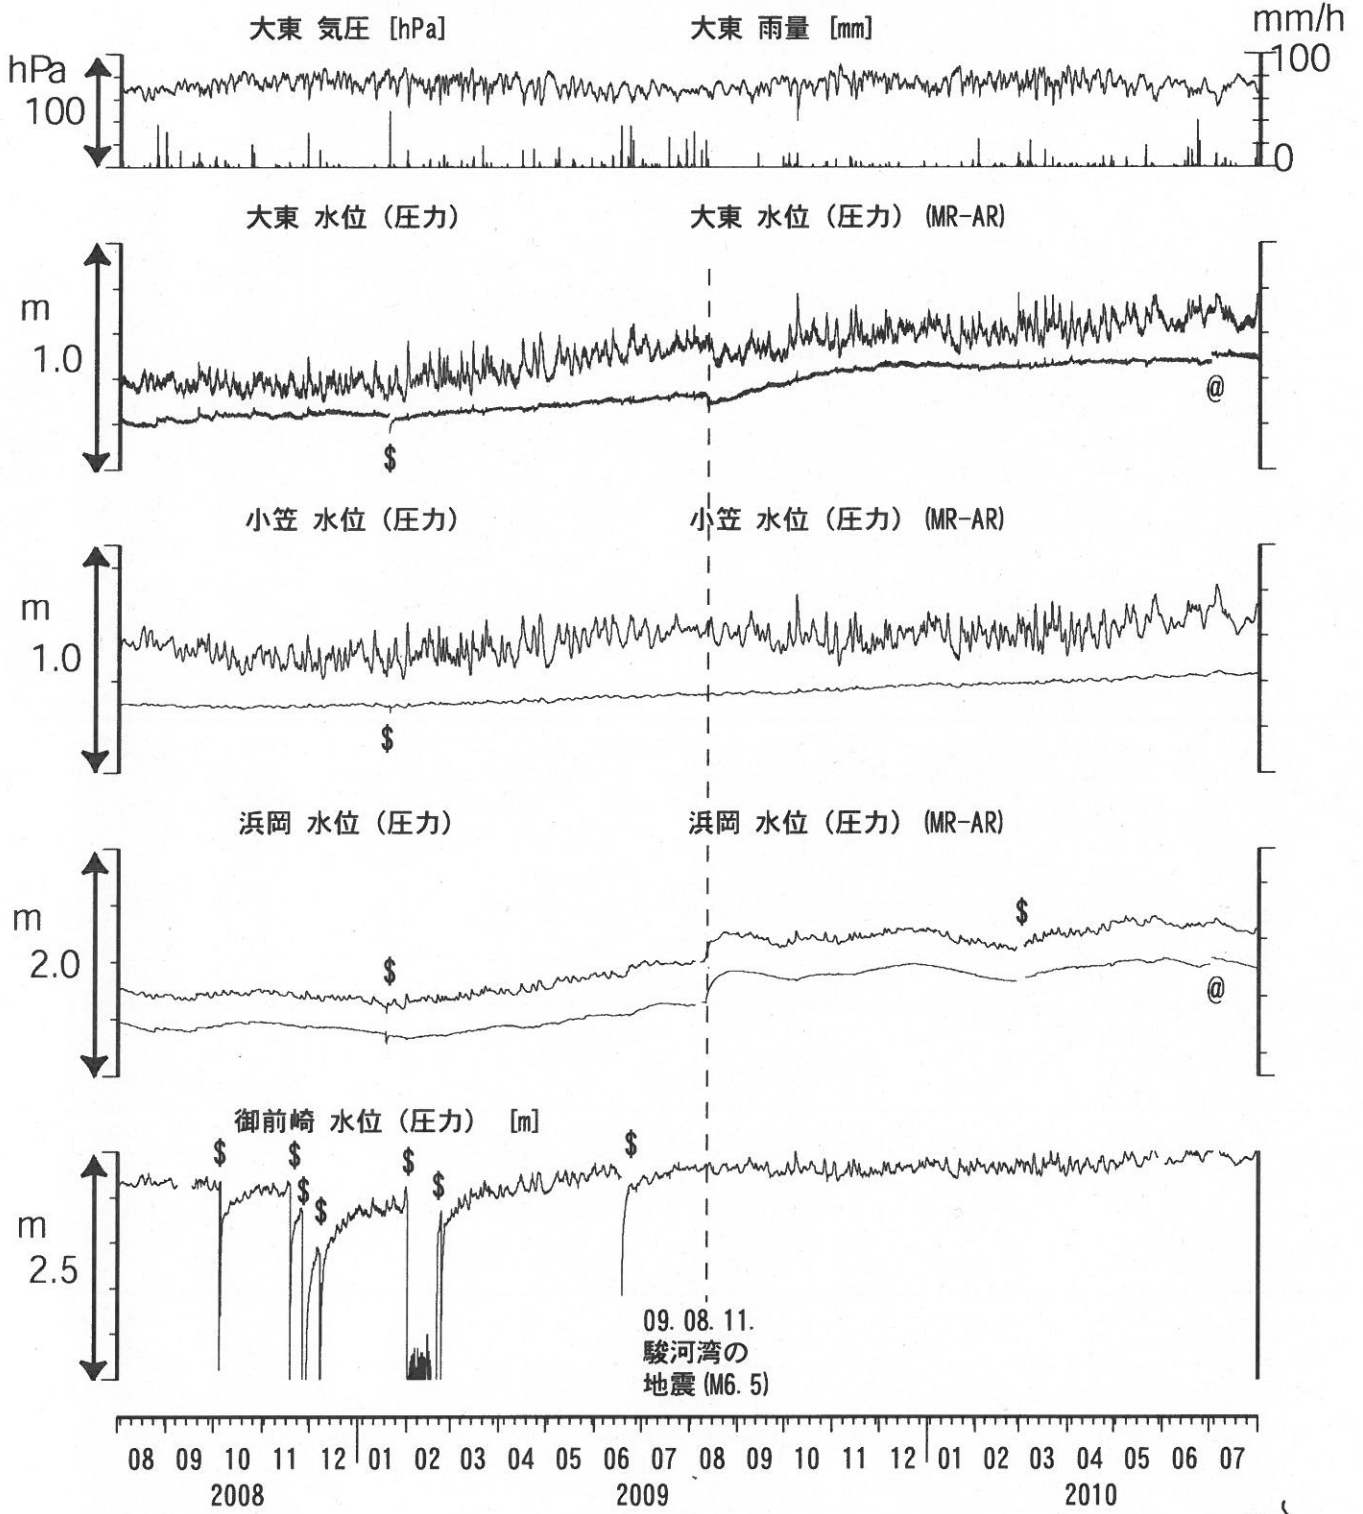 大東 気圧 [hPa] 大東 雨量 [mm] mm/h
hPa 100
100 0
大東 水位（圧力） 大東 水位（圧力）(MR-AR)
m
1.0
@
$
小笠 水位（圧力） 小笠 水位（圧力）(MR-AR)
m
1.0
$
浜岡 水位（圧力） 浜岡 水位（圧力）(MR-AR)
m
$
2.0 $
@
御前崎 水位（圧力） [m]
$ $ $ $ $ $ $
m
2.5
09.08.11.
駿河湾の
地震(M6.5)
08 09 10 11 12 01 02 03 04 05 06 07 08 09 10 11 12 01 02 03 04 05 06 07
2008 2009 2010